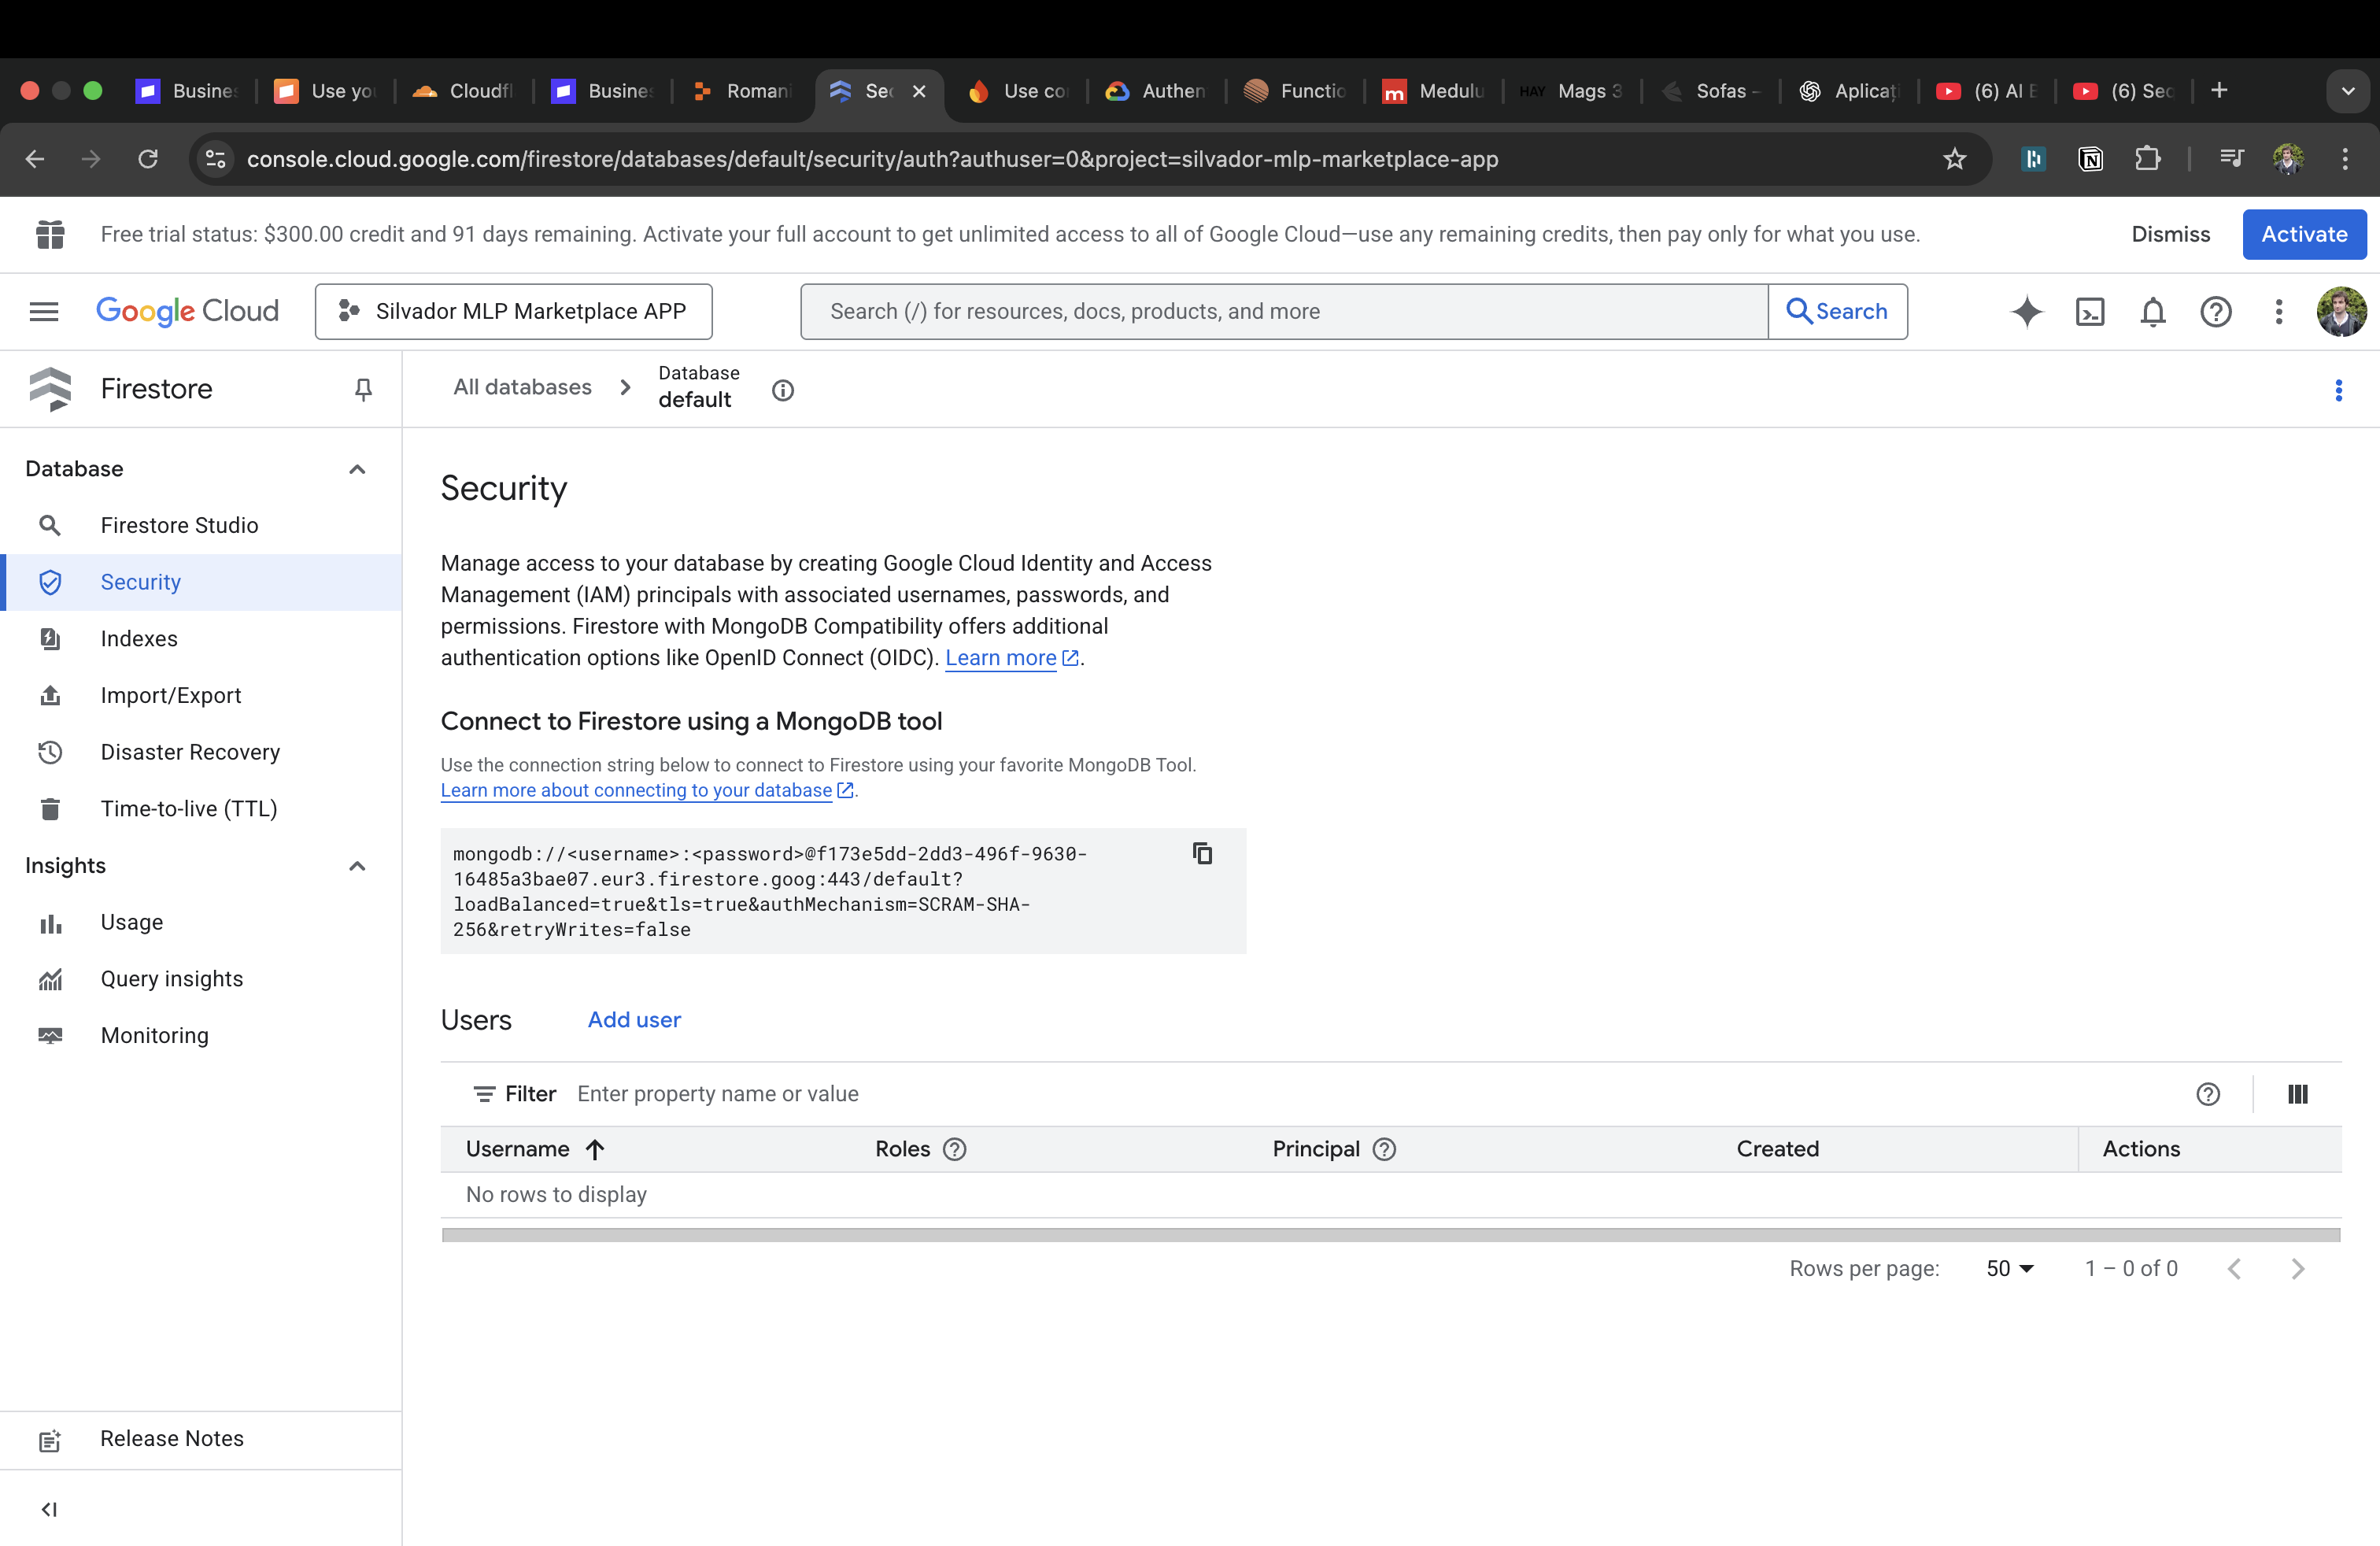 Busines
Use you
Cloudfl
Busines
Romani
Sec
Use cor
Authen
Functio
Medulu
HAY Mags 3
Sofas –
Aplicați
(6) AI E
(6) Sec
console.cloud.google.com/firestore/databases/default/security/auth?authuser=0&project=silvador-mlp-marketplace-app
Free trial status: $300.00 credit and 91 days remaining. Activate your full account to get unlimited access to all of Google Cloud—use any remaining credits, then pay only for what you use.
Dismiss
Activate
Google Cloud
Silvador MLP Marketplace APP
Search (/) for resources, docs, products, and more
Search
Firestore
All databases
Database
default
Database
Firestore Studio
Security
Indexes
Import/Export
Disaster Recovery
Time-to-live (TTL)
Insights
Usage
Query insights
Monitoring
Release Notes
Security
Manage access to your database by creating Google Cloud Identity and Access
Management (IAM) principals with associated usernames, passwords, and
permissions. Firestore with MongoDB Compatibility offers additional
authentication options like OpenID Connect (OIDC). Learn more.
Connect to Firestore using a MongoDB tool
Use the connection string below to connect to Firestore using your favorite MongoDB Tool.
Learn more about connecting to your database.
mongodb://<username>:<password>@f173e5dd-2dd3-496f-9630-
16485a3bae07.eur3.firestore.goog:443/default?
loadBalanced=true&tls=true&authMechanism=SCRAM-SHA-
256&retryWrites=false
Users
Add user
Filter Enter property name or value
Username Roles Principal Created Actions
No rows to display
Rows per page: 50 1 – 0 of 0